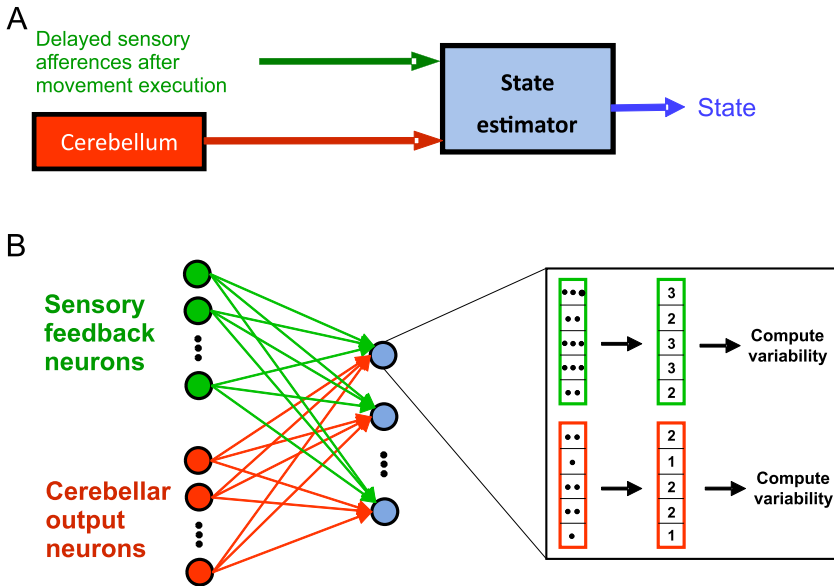 A
Delayed sensory
afferences after
movement execution
Cerebellum
State
estimator
State
B
Sensory
feedback
neurons
Cerebellar
output
neurons
3
2
3
3
2
Compute
variability
2
1
2
2
1
Compute
variability